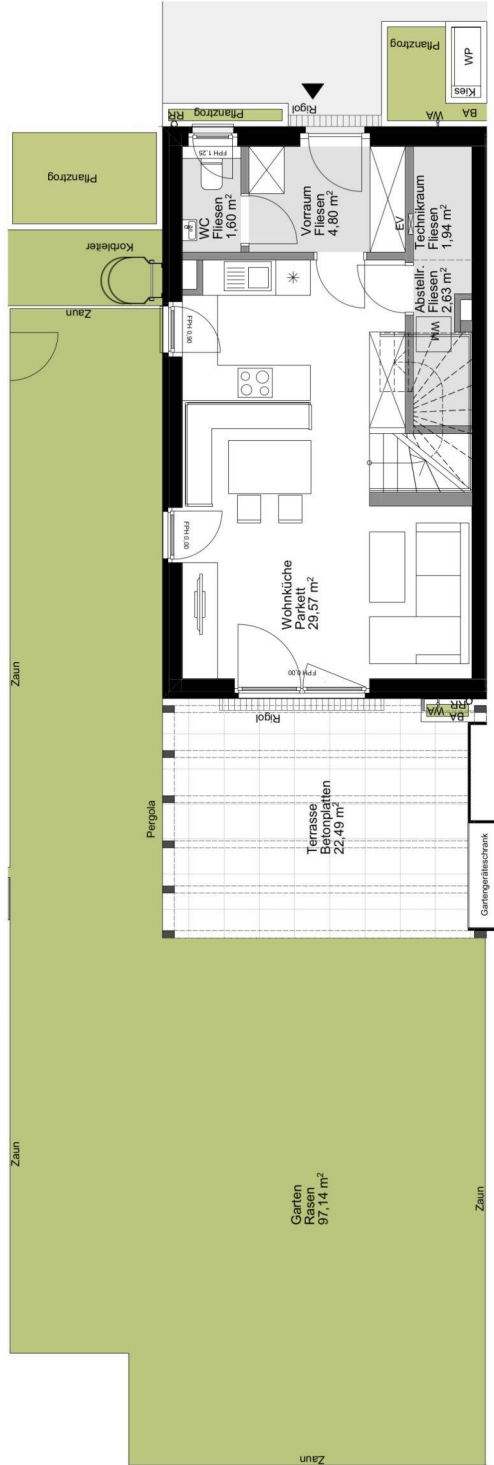 Pflanztrog
WP
Kies
BA
WA
Rigol
Pflanztrog
RR
Pflanztrog
Korbleiter
Zaun
FPH 1,25
WC
Fliesen
1,60 m²
Vorraum
Fliesen
4,80 m²
EV
Technikraum
Fliesen
1,94 m²
Abstellr.
Fliesen
2,63 m²
WM
FPH 0,90
FPH 0,00
Wohnküche
Parkett
29,57 m²
FPH 0,00
Zaun
Pergola
Rigol
RR
WA
BA
Terrasse
Betonplatten
22,49 m²
Gartengeräteschrank
Zaun
Garten
Rasen
97,14 m²
Zaun
Zaun